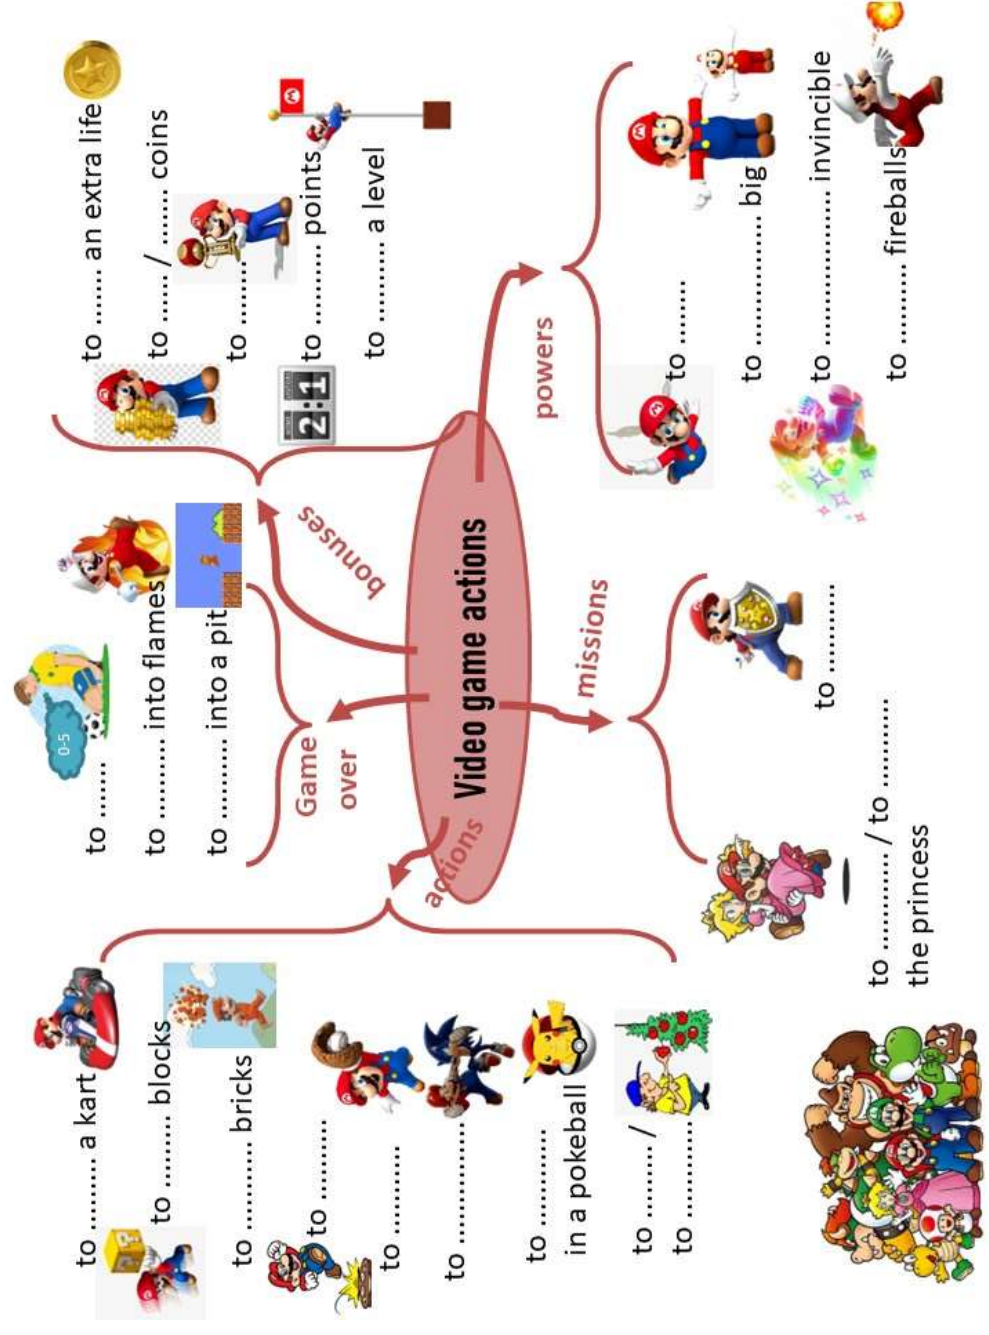 Video game actions
actions
to ......... a kart
to ......... blocks
to ............ bricks
to ..........
to ..........
to ...............
to ............
in a pokeball
to ........... /
to ............
Game
over
to .......
to ............ into flames
to ............ into a pit
bonuses
to ......... an extra life
to ....... / ....... coins
to ..........
to ........... points
to .......... a level
0-5
2:1
powers
to .......
to ............... big
to .................. invincible
to ........... fireballs
missions
to ............ / to ............
the princess
to ............